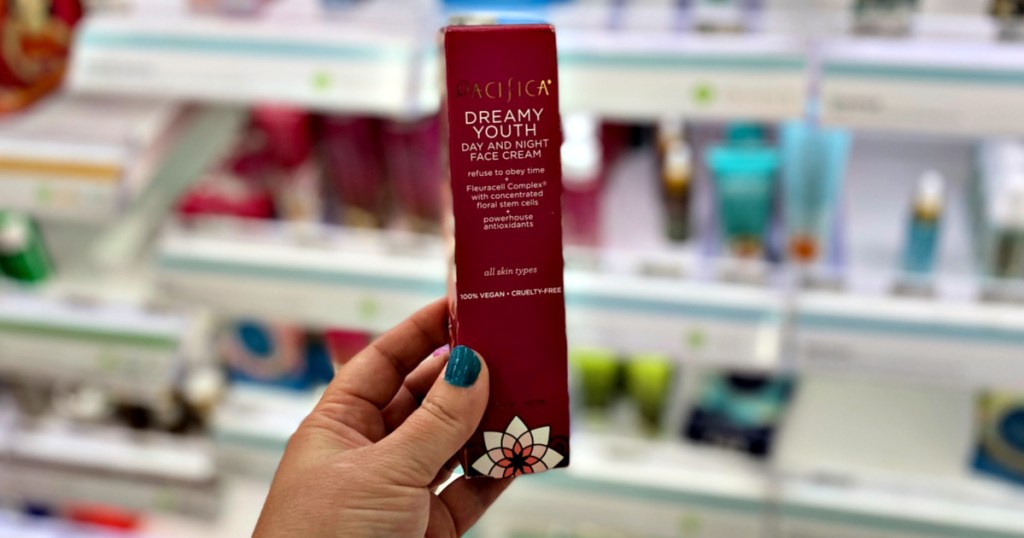 PACIFICA®
DREAMY
YOUTH
DAY AND NIGHT
FACE CREAM
refuse to obey time
+
Fleuracell Complex®
with concentrated
floral stem cells
+
powerhouse
antioxidants
all skin types
100% VEGAN • CRUELTY-FREE